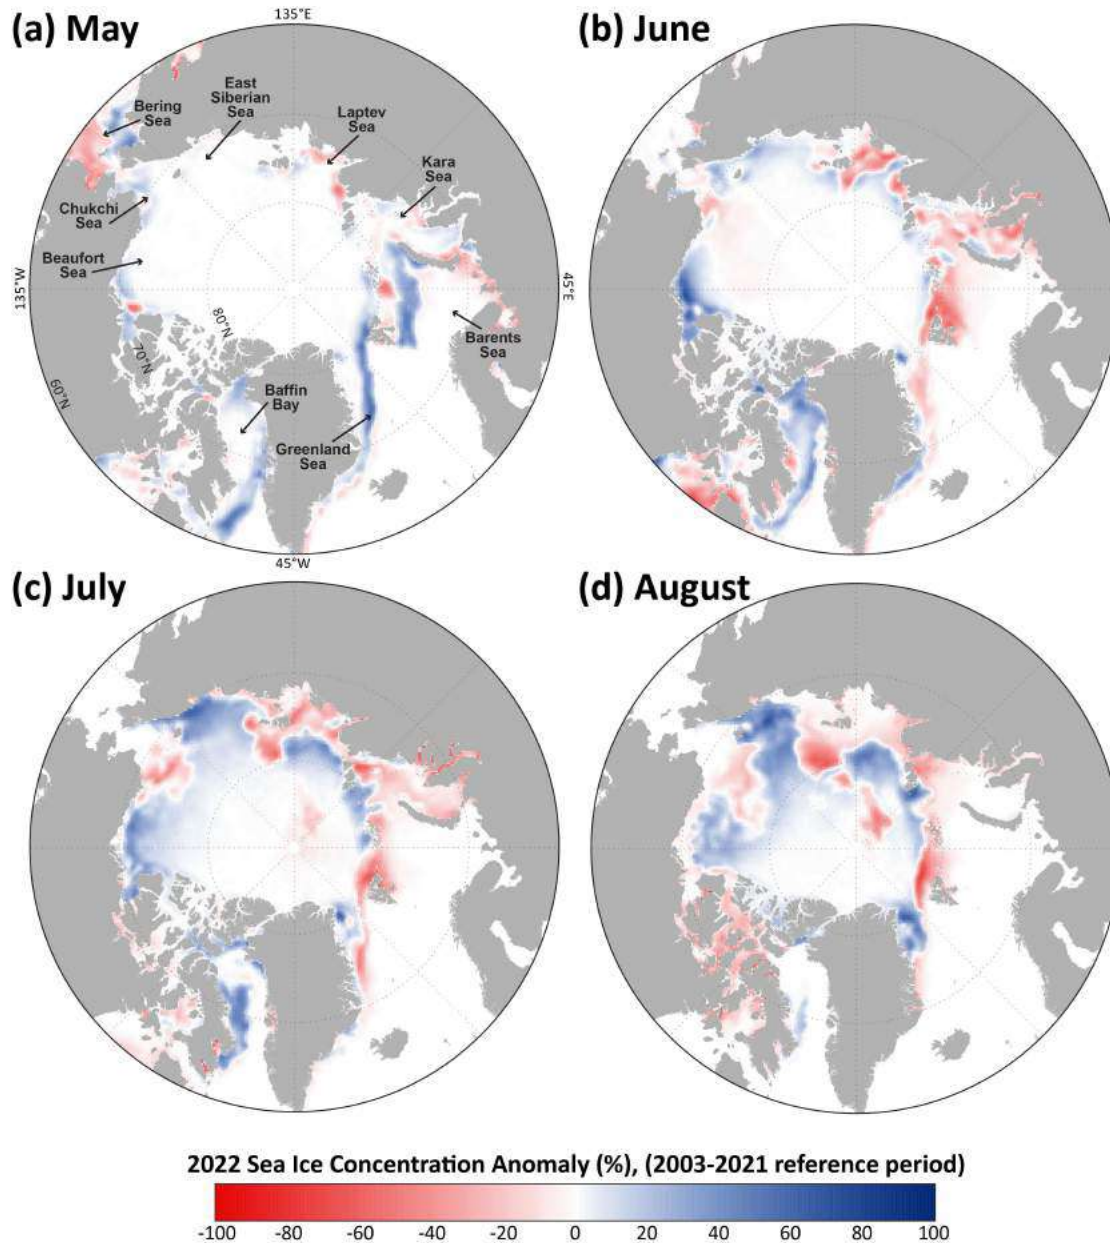 (a) May
135°E
(b) June
Bering
Sea
East
Siberian
Sea
Laptev
Sea
Kara
Sea
Chukchi
Sea
Beaufort
Sea
135°W
45°E
80°N
70°N
60°N
Barents
Sea
Baffin
Bay
Greenland
Sea
45°W
(c) July
(d) August
2022 Sea Ice Concentration Anomaly (%), (2003-2021 reference period)
-100 -80 -60 -40 -20 0 20 40 60 80 100